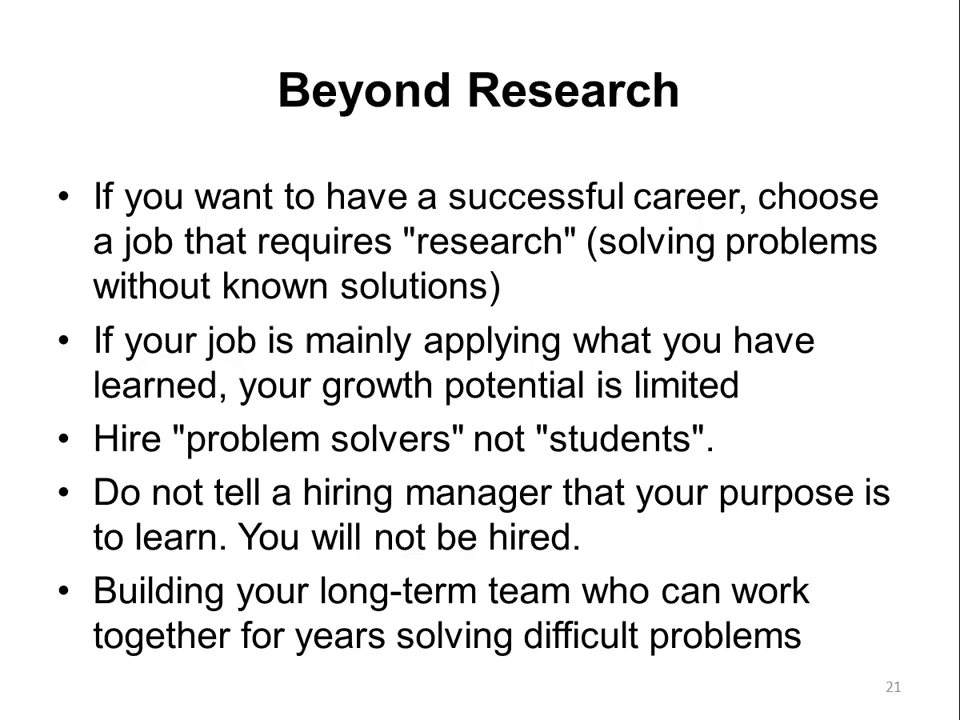 Beyond Research
• If you want to have a successful career, choose
a job that requires "research" (solving problems
without known solutions)
• If your job is mainly applying what you have
learned, your growth potential is limited
• Hire "problem solvers" not "students".
• Do not tell a hiring manager that your purpose is
to learn. You will not be hired.
• Building your long-term team who can work
together for years solving difficult problems
21